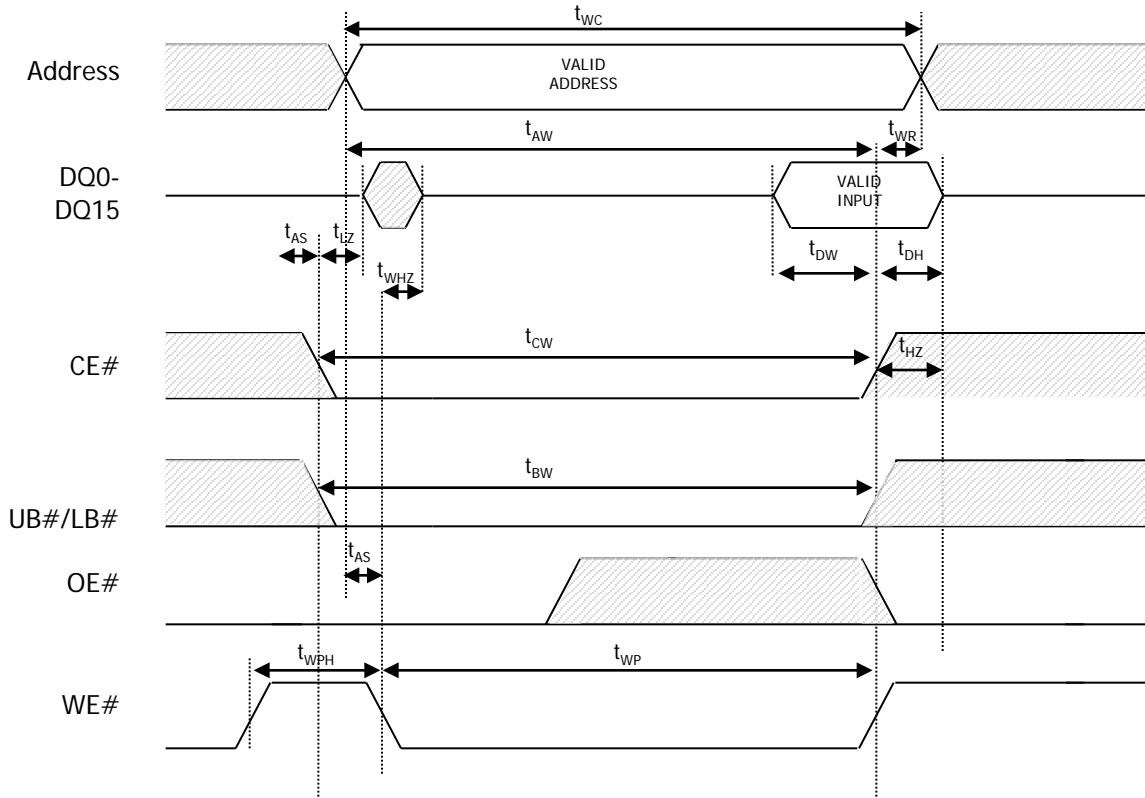 tWC
Address
VALID
ADDRESS
tAW
tWR
DQ0-
DQ15
VALID
INPUT
tAS
tLZ
tDW
tDH
tWHZ
CE#
tCW
tHZ
UB#/LB#
tBW
tAS
OE#
tWPH
tWP
WE#